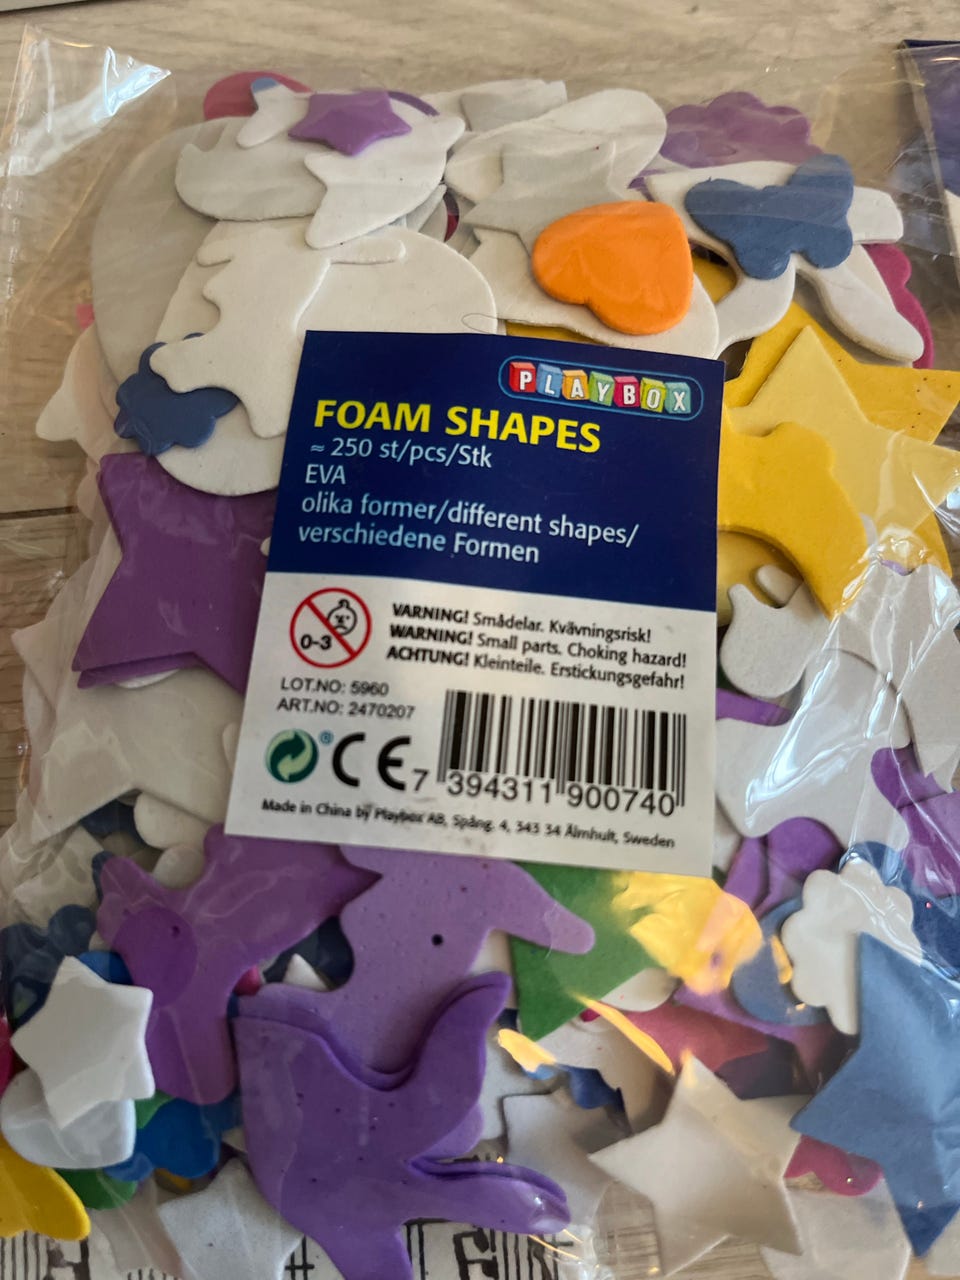 PLAYBOX
FOAM SHAPES
≈ 250 st/pcs/Stk
EVA
olika former/different shapes/
verschiedene Formen
0-3
VARNING! Smådelar. Kvävningsrisk!
WARNING! Small parts. Choking hazard!
ACHTUNG! Kleinteile. Erstickungsgefahr!
LOT.NO: 5960
ART.NO: 2470207
® CE
7 394311 900740
Made in China by Playbox AB, Spång. 4, 343 34 Älmhult, Sweden